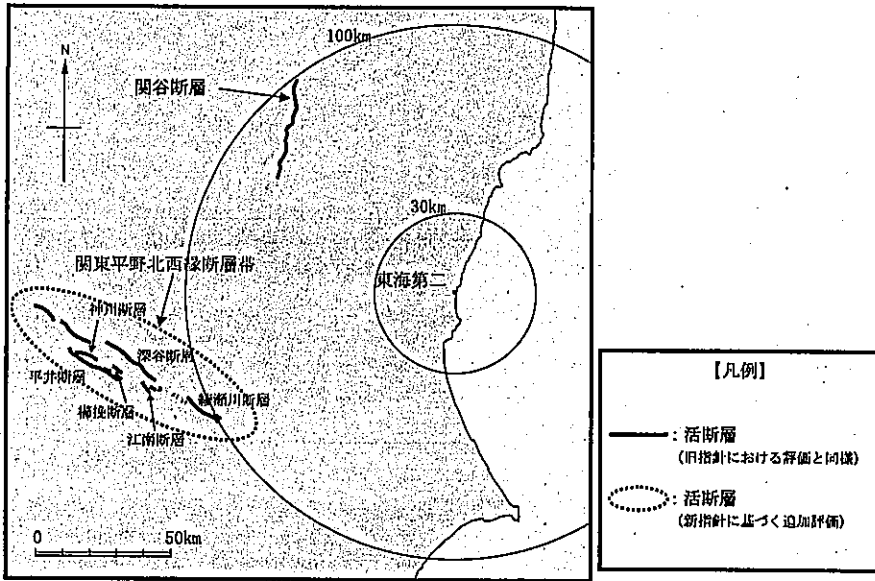 100km
N
関谷断層
30km
関東平野北西縁断層帯
東海第二
神川断層
深谷断層
平井断層
綾瀬川断層
櫛挽断層
江南断層
0 50km
【凡例】
:活断層
(旧指針における評価と同様)
:活断層
(新指針に基づく追加評価)